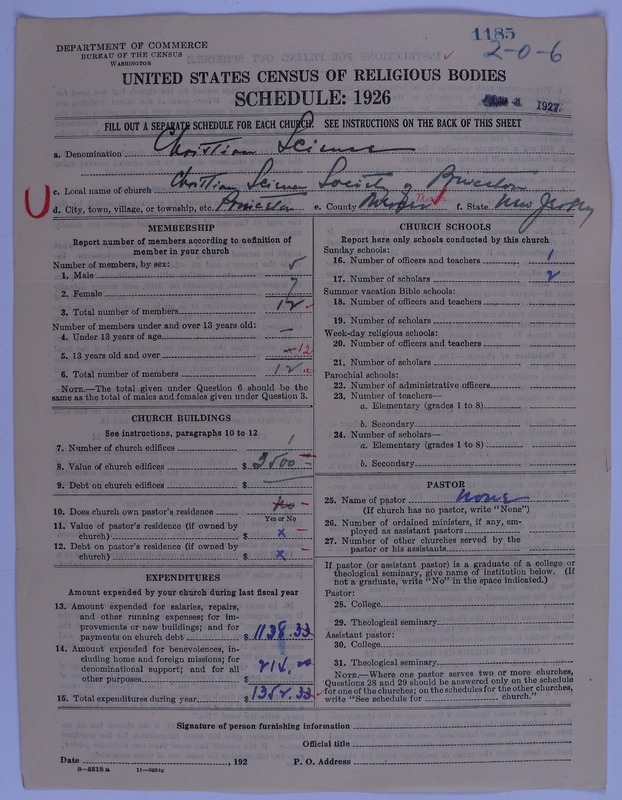 1185
2-0-6
DEPARTMENT OF COMMERCE
BUREAU OF THE CENSUS
WASHINGTON
UNITED STATES CENSUS OF RELIGIOUS BODIES
SCHEDULE: 1926
1927
FILL OUT A SEPARATE SCHEDULE FOR EACH CHURCH. SEE INSTRUCTIONS ON THE BACK OF THIS SHEET
a. Denomination Christian Science
c. Local name of church Christian Science Society of Princeton
U d. City, town, village, or township, etc. Princeton e. County Mercer f. State New Jersey
MEMBERSHIP
Report number of members according to definition of
member in your church
Number of members, by sex:
1. Male 5
2. Female 7
3. Total number of members 12
Number of members under and over 13 years old:
4. Under 13 years of age —
5. 13 years old and over 12
6. Total number of members 12
NOTE.—The total given under Question 6 should be the
same as the total of males and females given under Question 3.
CHURCH BUILDINGS
See instructions, paragraphs 10 to 12
7. Number of church edifices 1
8. Value of church edifices $ 2500 —
9. Debt on church edifices $
10. Does church own pastor's residence No —
Yes or No
11. Value of pastor's residence (if owned by
church) $ x —
12. Debt on pastor's residence (if owned by
church) $ x
EXPENDITURES
Amount expended by your church during last fiscal year
13. Amount expended for salaries, repairs,
and other running expenses; for im-
provements or new buildings; and for
payments on church debt $ 1138.33
14. Amount expended for benevolences, in-
cluding home and foreign missions; for
denominational support; and for all
other purposes $ 214.00
15. Total expenditures during year $ 1352.33
CHURCH SCHOOLS
Report here only schools conducted by this church
Sunday schools:
16. Number of officers and teachers 1
17. Number of scholars 2
Summer vacation Bible schools:
18. Number of officers and teachers
19. Number of scholars
Week-day religious schools:
20. Number of officers and teachers
21. Number of scholars
Parochial schools:
22. Number of administrative officers
23. Number of teachers—
a. Elementary (grades 1 to 8)
b. Secondary
24. Number of scholars—
a. Elementary (grades 1 to 8)
b. Secondary
PASTOR
25. Name of pastor None
(If church has no pastor, write "None")
26. Number of ordained ministers, if any, em-
ployed as assistant pastors
27. Number of other churches served by the
pastor or his assistants
If pastor (or assistant pastor) is a graduate of a college or
theological seminary, give name of institution below. (If
not a graduate, write "No" in the space indicated.)
Pastor:
28. College
29. Theological seminary
Assistant pastor:
30. College
31. Theological seminary
NOTE.—Where one pastor serves two or more churches,
Questions 28 and 29 should be answered only on the schedule
for one of the churches; on the schedules for the other churches,
write "See schedule for church."
Signature of person furnishing information
Official title
Date , 192 P. O. Address
8—5518 a